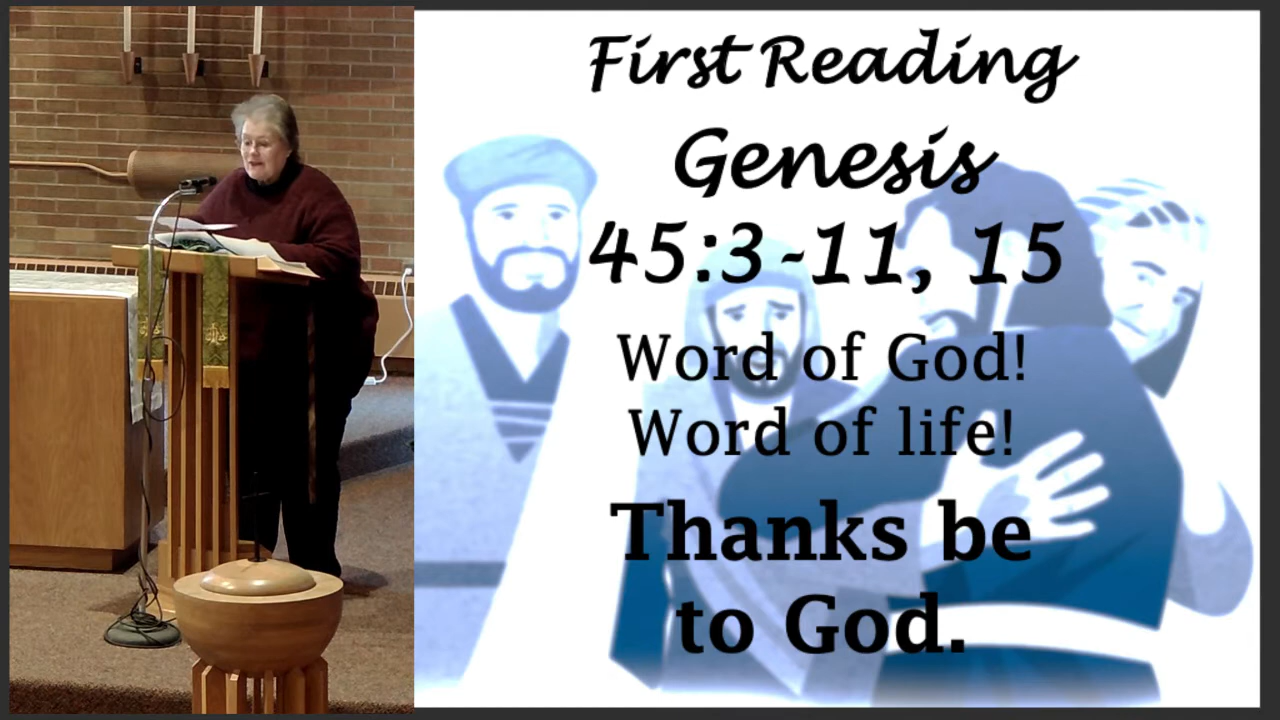 First Reading
Genesis
45:3-11, 15
Word of God!
Word of life!
Thanks be
to God.